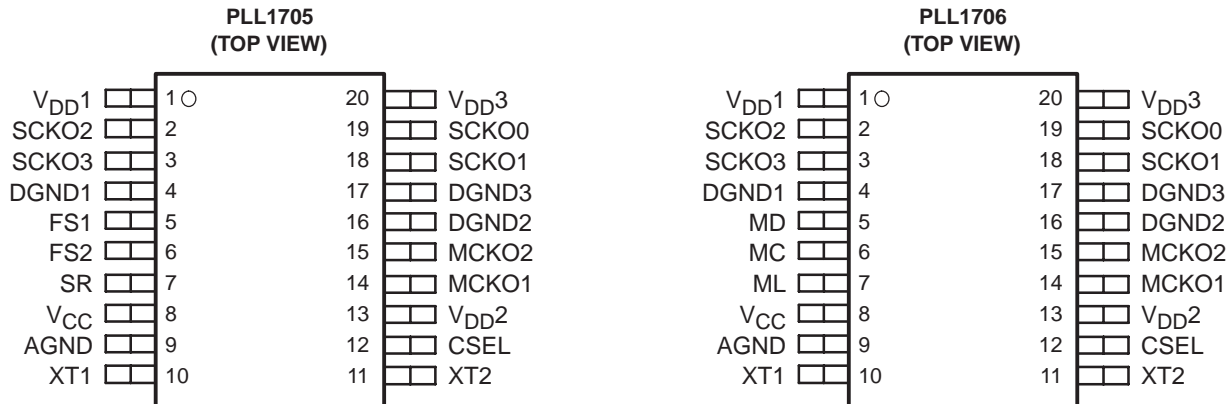 PLL1705
(TOP VIEW)
VDD1 1 20 VDD3
SCKO2 2 19 SCKO0
SCKO3 3 18 SCKO1
DGND1 4 17 DGND3
FS1 5 16 DGND2
FS2 6 15 MCKO2
SR 7 14 MCKO1
VCC 8 13 VDD2
AGND 9 12 CSEL
XT1 10 11 XT2
PLL1706
(TOP VIEW)
VDD1 1 20 VDD3
SCKO2 2 19 SCKO0
SCKO3 3 18 SCKO1
DGND1 4 17 DGND3
MD 5 16 DGND2
MC 6 15 MCKO2
ML 7 14 MCKO1
VCC 8 13 VDD2
AGND 9 12 CSEL
XT1 10 11 XT2